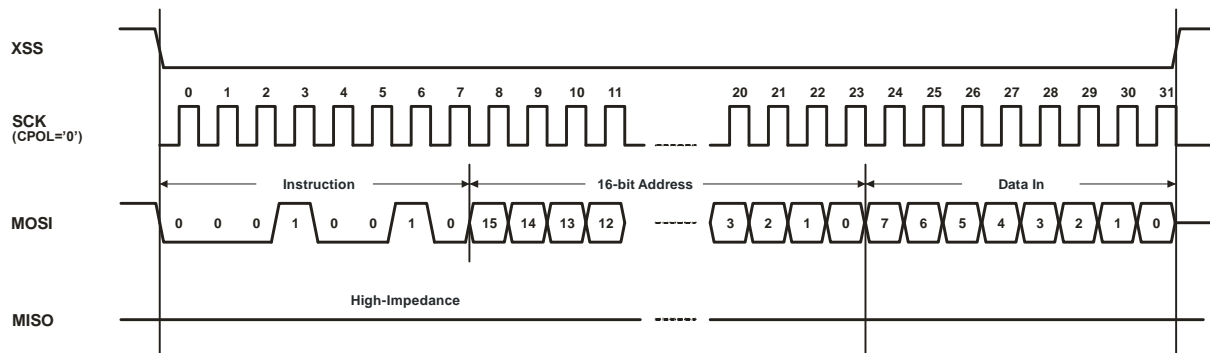 XSS
0 1 2 3 4 5 6 7 8 9 10 11 20 21 22 23 24 25 26 27 28 29 30 31
SCK
(CPOL='0')
Instruction 16-bit Address Data In
MOSI 0 0 0 1 0 0 1 0 15 14 13 12 3 2 1 0 7 6 5 4 3 2 1 0
High-Impedance
MISO